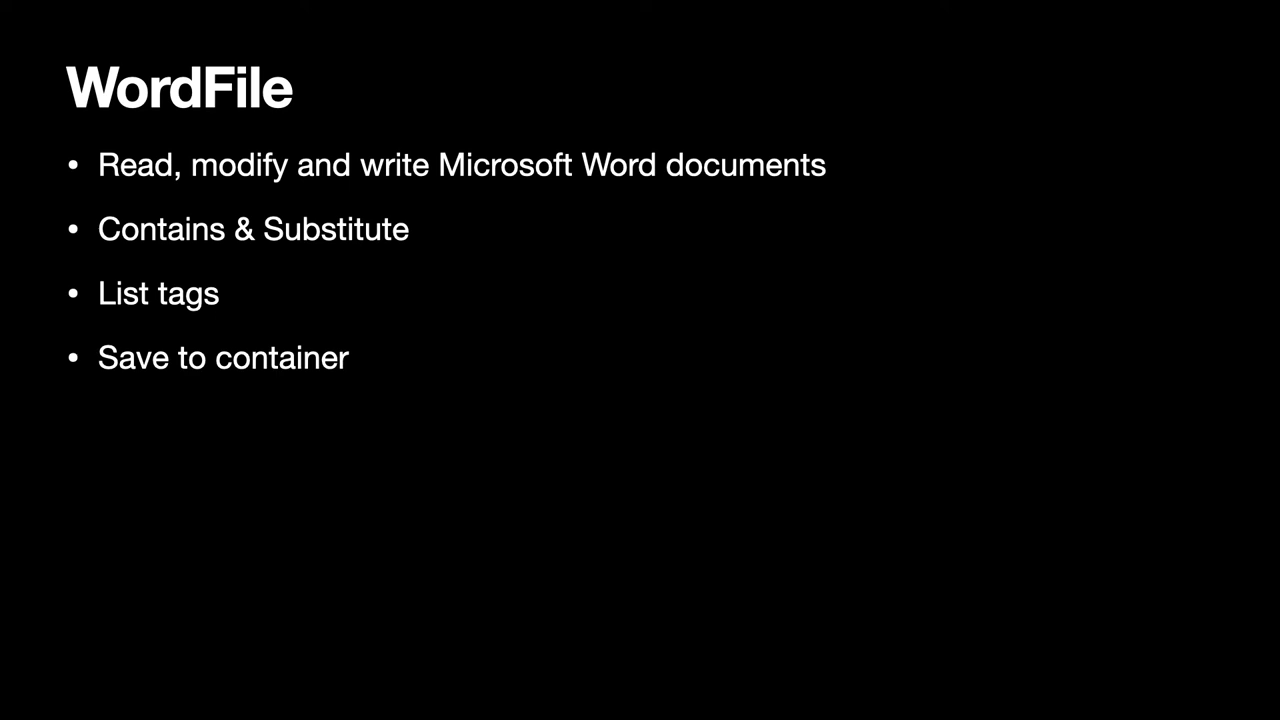 WordFile
• Read, modify and write Microsoft Word documents
• Contains & Substitute
• List tags
• Save to container